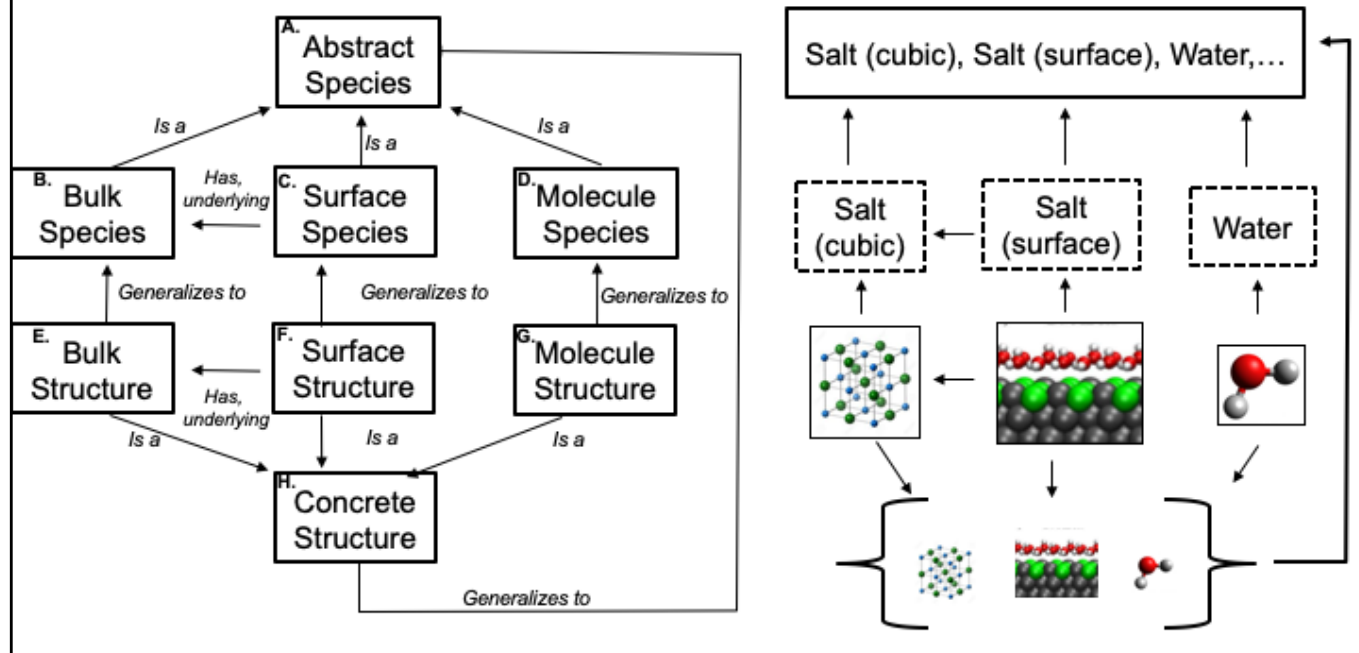 A.
Abstract
Species
Is a
Is a
Is a
B.
Bulk
Species
Has,
underlying
C.
Surface
Species
D.
Molecule
Species
Generalizes to
Generalizes to
Generalizes to
E.
Bulk
Structure
Has,
underlying
F.
Surface
Structure
G.
Molecule
Structure
Is a
Is a
Is a
H.
Concrete
Structure
Generalizes to
Salt (cubic), Salt (surface), Water,…
Salt
(cubic)
Salt
(surface)
Water